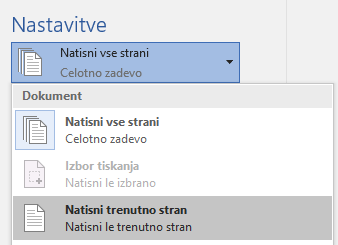 Nastavitve
Natisni vse strani
Celotno zadevo
Dokument
Natisni vse strani
Celotno zadevo
Izbor tiskanja
Natisni le izbrano
Natisni trenutno stran
Natisni le trenutno stran